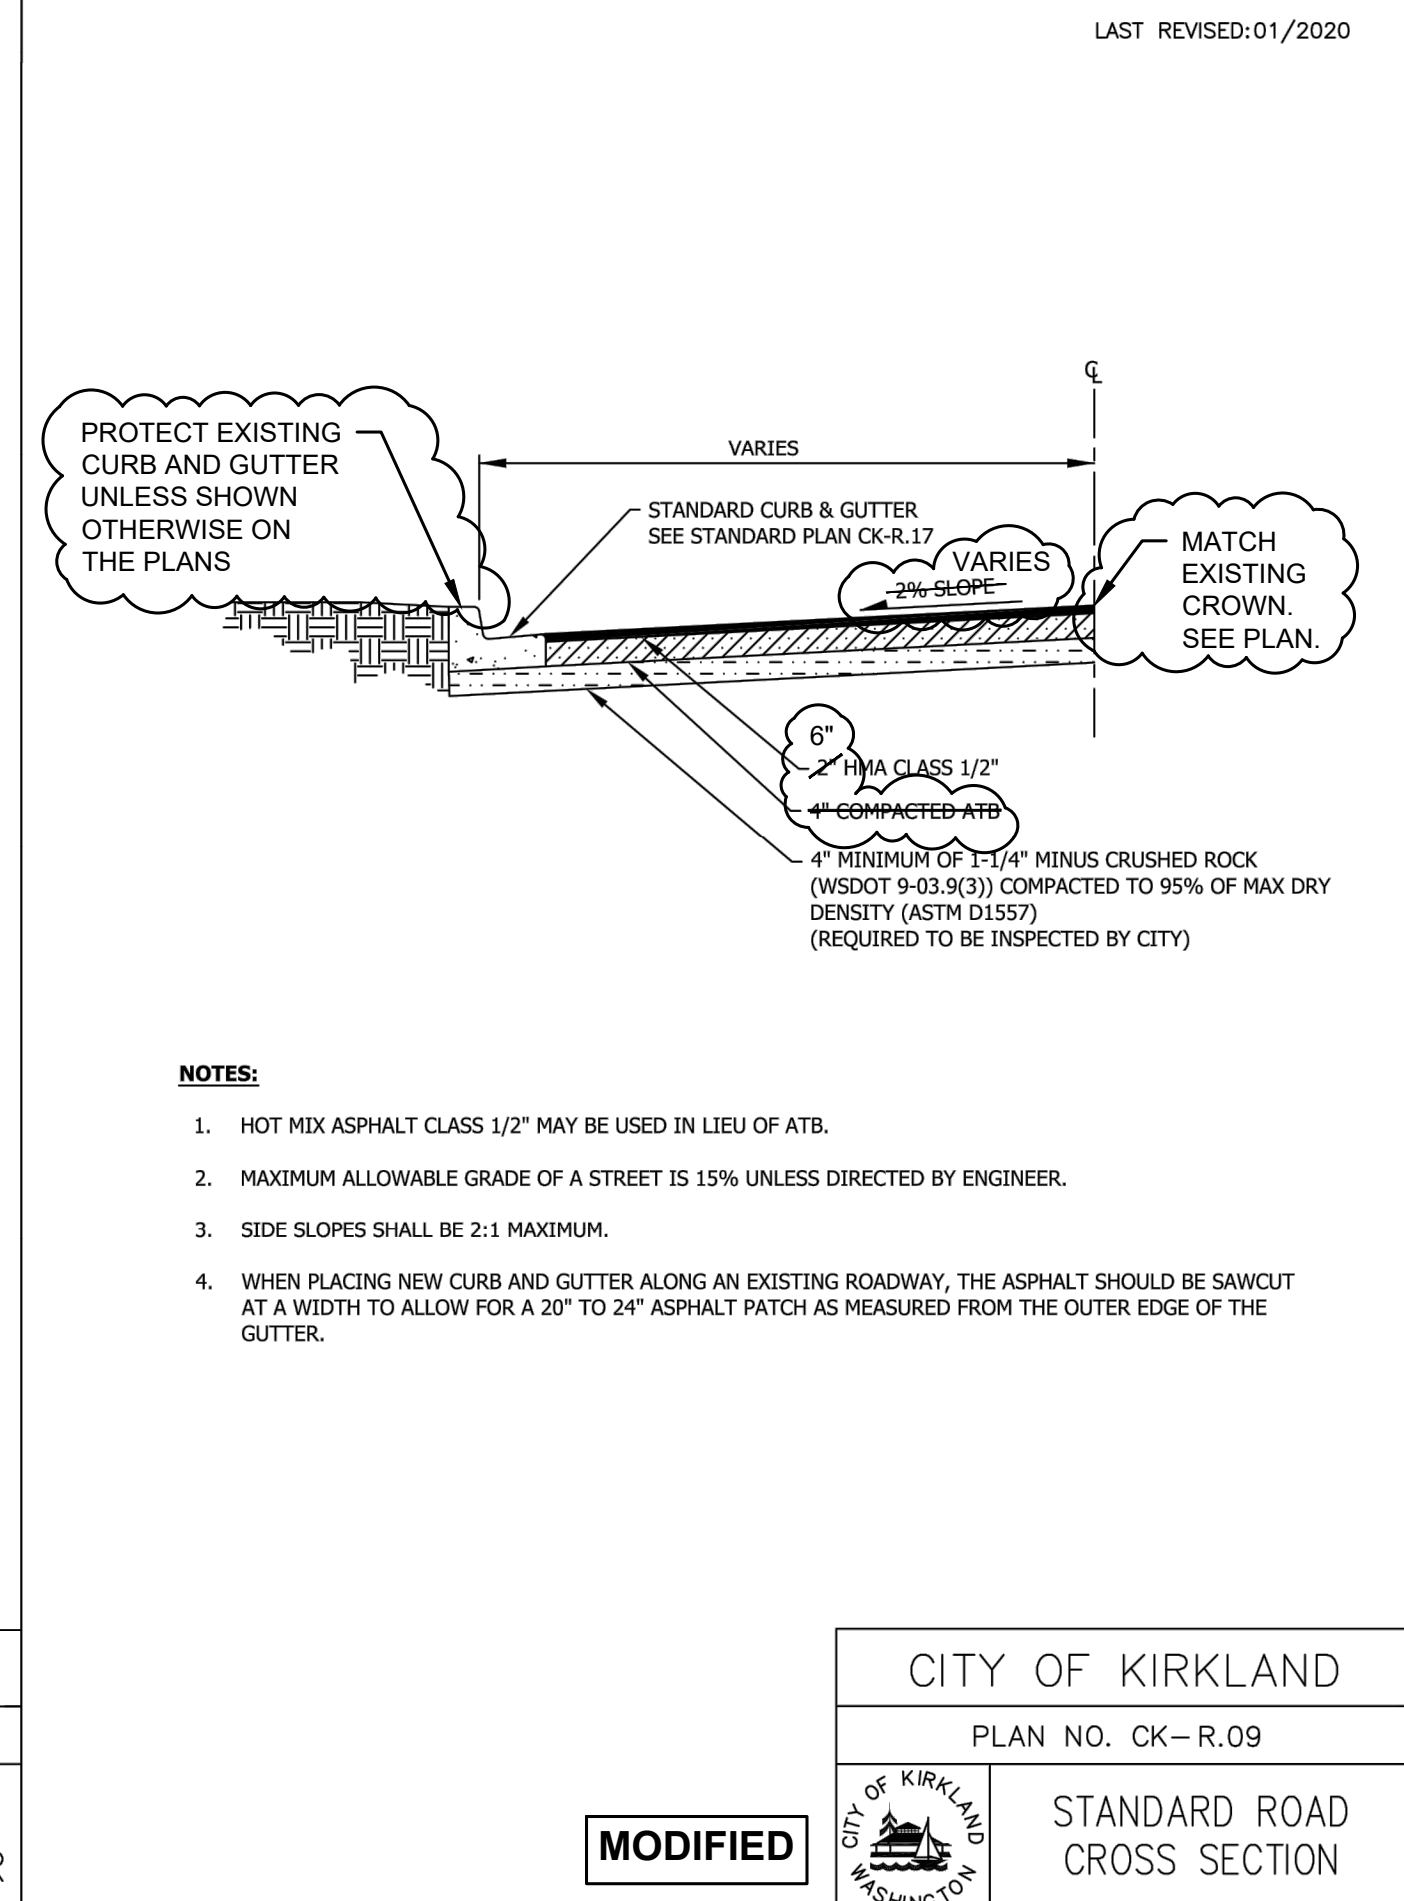 LAST REVISED:01/2020
℄
PROTECT EXISTING
CURB AND GUTTER
UNLESS SHOWN
OTHERWISE ON
THE PLANS
VARIES
STANDARD CURB & GUTTER
SEE STANDARD PLAN CK-R.17
VARIES
2% SLOPE
MATCH
EXISTING
CROWN.
SEE PLAN.
6"
2" HMA CLASS 1/2"
4" COMPACTED ATB
4" MINIMUM OF 1-1/4" MINUS CRUSHED ROCK
(WSDOT 9-03.9(3)) COMPACTED TO 95% OF MAX DRY
DENSITY (ASTM D1557)
(REQUIRED TO BE INSPECTED BY CITY)
NOTES:
1. HOT MIX ASPHALT CLASS 1/2" MAY BE USED IN LIEU OF ATB.
2. MAXIMUM ALLOWABLE GRADE OF A STREET IS 15% UNLESS DIRECTED BY ENGINEER.
3. SIDE SLOPES SHALL BE 2:1 MAXIMUM.
4. WHEN PLACING NEW CURB AND GUTTER ALONG AN EXISTING ROADWAY, THE ASPHALT SHOULD BE SAWCUT
AT A WIDTH TO ALLOW FOR A 20" TO 24" ASPHALT PATCH AS MEASURED FROM THE OUTER EDGE OF THE
GUTTER.
CITY OF KIRKLAND
PLAN NO. CK-R.09
MODIFIED
CITY OF KIRKLAND
WASHINGTON
STANDARD ROAD
CROSS SECTION